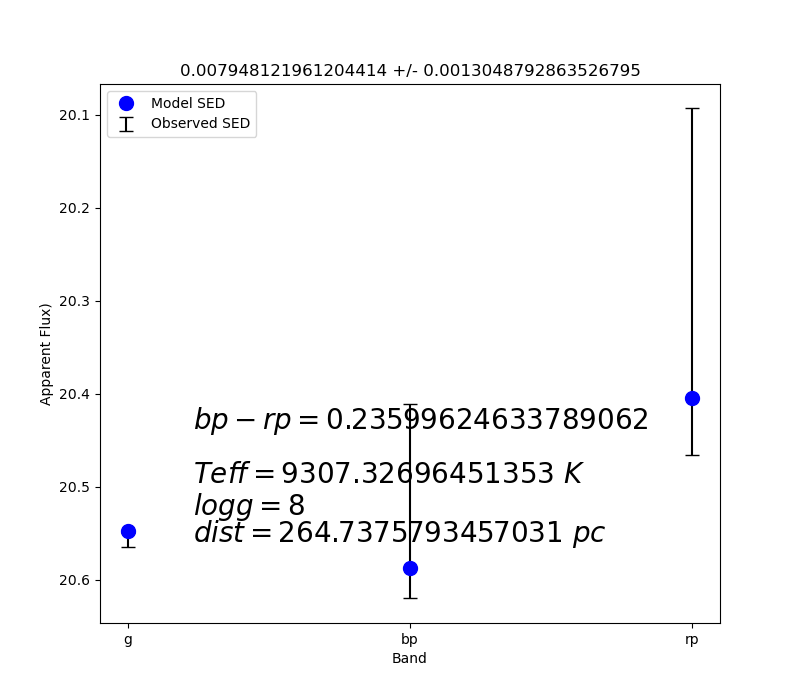 0.007948121961204414 +/- 0.0013048792863526795
Model SED
Observed SED
20.1
20.2
20.3
20.4
20.5
20.6
Apparent Flux)
bp − rp = 0.23599624633789062
Teff = 9307.32696451353 K
logg = 8
dist = 264.7375793457031 pc
g
bp
rp
Band